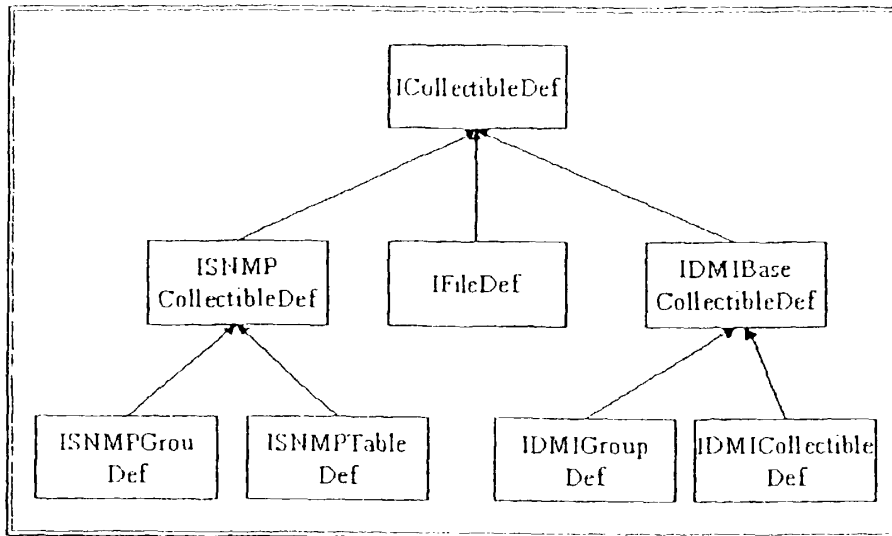 ICollectibleDef
ISNMP
CollectibleDef
IFileDef
IDMIBase
CollectibleDef
ISNMPGrou
Def
ISNMPTable
Def
IDMIGroup
Def
IDMICollectible
Def